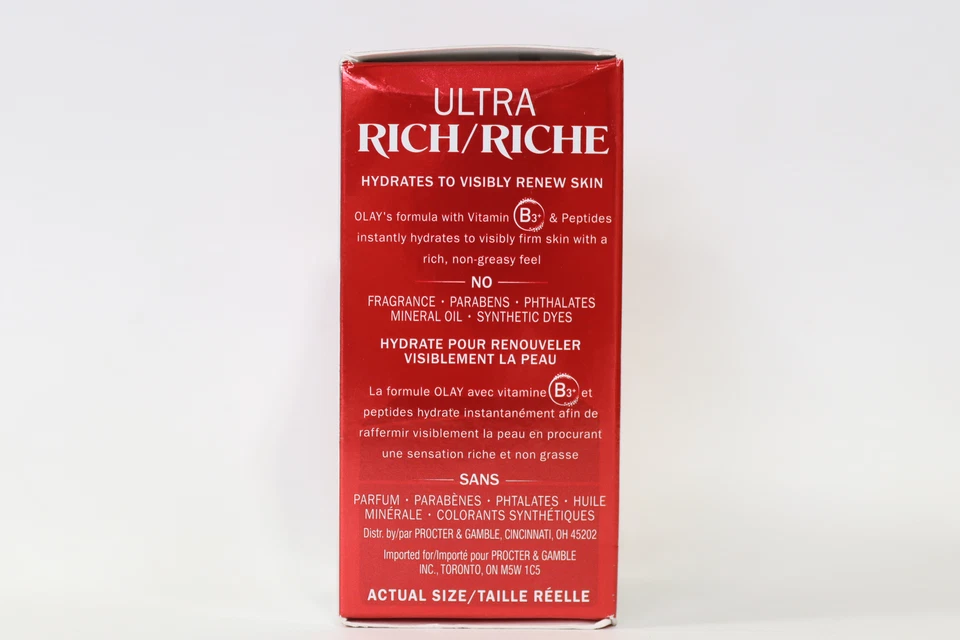 ULTRA
RICH/RICHE
HYDRATES TO VISIBLY RENEW SKIN
OLAY's formula with Vitamin B3+ & Peptides
instantly hydrates to visibly firm skin with a
rich, non-greasy feel
NO
FRAGRANCE · PARABENS · PHTHALATES
MINERAL OIL · SYNTHETIC DYES
HYDRATE POUR RENOUVELER
VISIBLEMENT LA PEAU
La formule OLAY avec vitamine B3+ et
peptides hydrate instantanément afin de
raffermir visiblement la peau en procurant
une sensation riche et non grasse
SANS
PARFUM · PARABÈNES · PHTALATES · HUILE
MINÉRALE · COLORANTS SYNTHÉTIQUES
Distr. by/par PROCTER & GAMBLE, CINCINNATI, OH 45202
Imported for/Importé pour PROCTER & GAMBLE
INC., TORONTO, ON M5W 1C5
ACTUAL SIZE/TAILLE RÉELLE